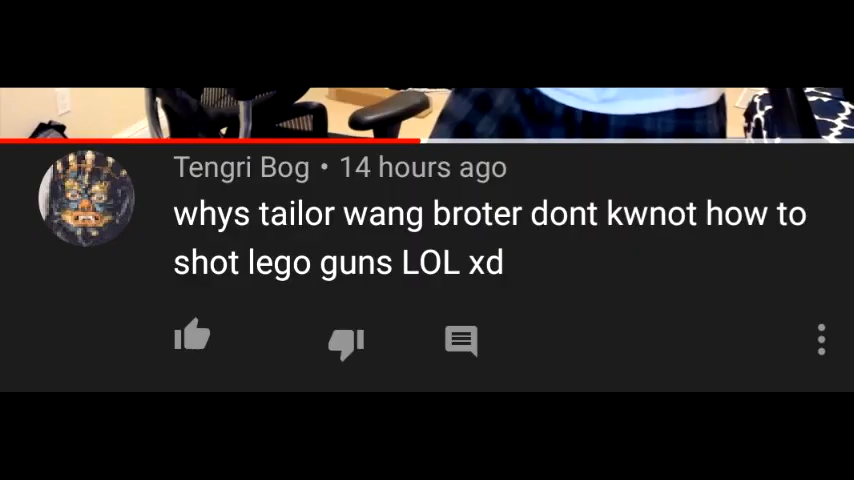 Tengri Bog • 14 hours ago
whys tailor wang broter dont kwnot how to
shot lego guns LOL xd